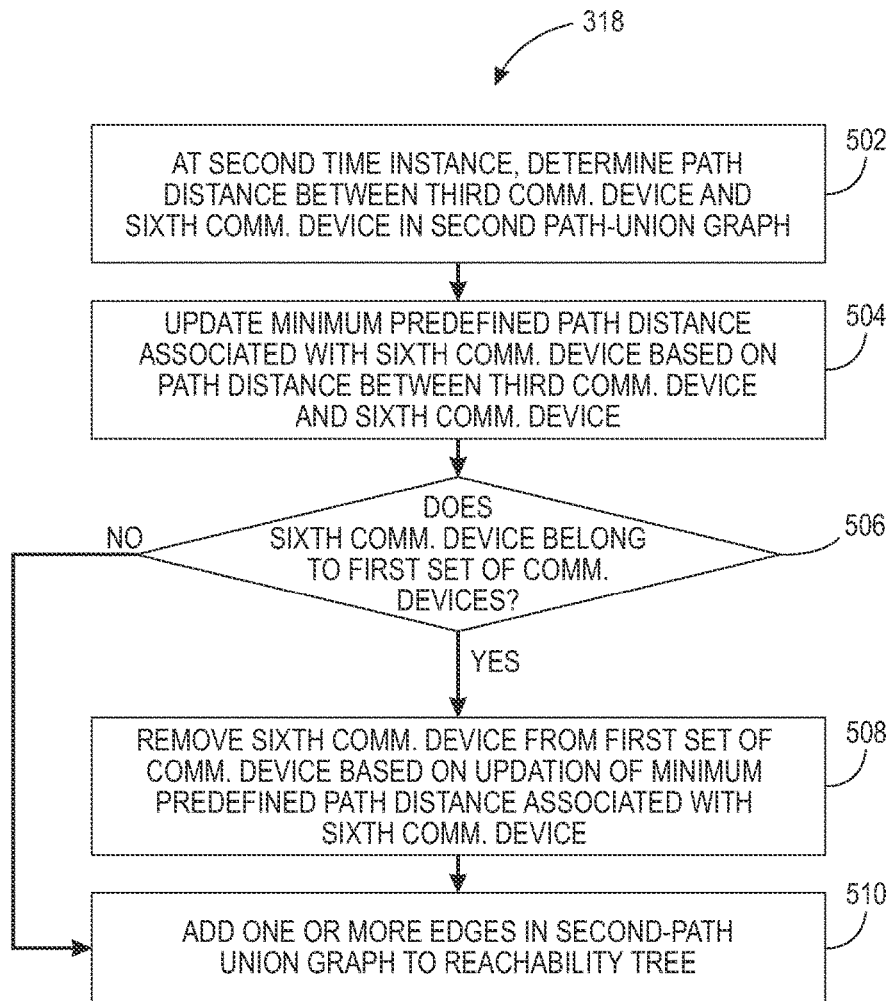 318
AT SECOND TIME INSTANCE, DETERMINE PATH
DISTANCE BETWEEN THIRD COMM. DEVICE AND
SIXTH COMM. DEVICE IN SECOND PATH-UNION GRAPH
502
UPDATE MINIMUM PREDEFINED PATH DISTANCE
ASSOCIATED WITH SIXTH COMM. DEVICE BASED ON
PATH DISTANCE BETWEEN THIRD COMM. DEVICE
AND SIXTH COMM. DEVICE
504
DOES
SIXTH COMM. DEVICE BELONG
TO FIRST SET OF COMM.
DEVICES?
506
NO
YES
REMOVE SIXTH COMM. DEVICE FROM FIRST SET OF
COMM. DEVICE BASED ON UPDATION OF MINIMUM
PREDEFINED PATH DISTANCE ASSOCIATED WITH
SIXTH COMM. DEVICE
508
ADD ONE OR MORE EDGES IN SECOND-PATH
UNION GRAPH TO REACHABILITY TREE
510